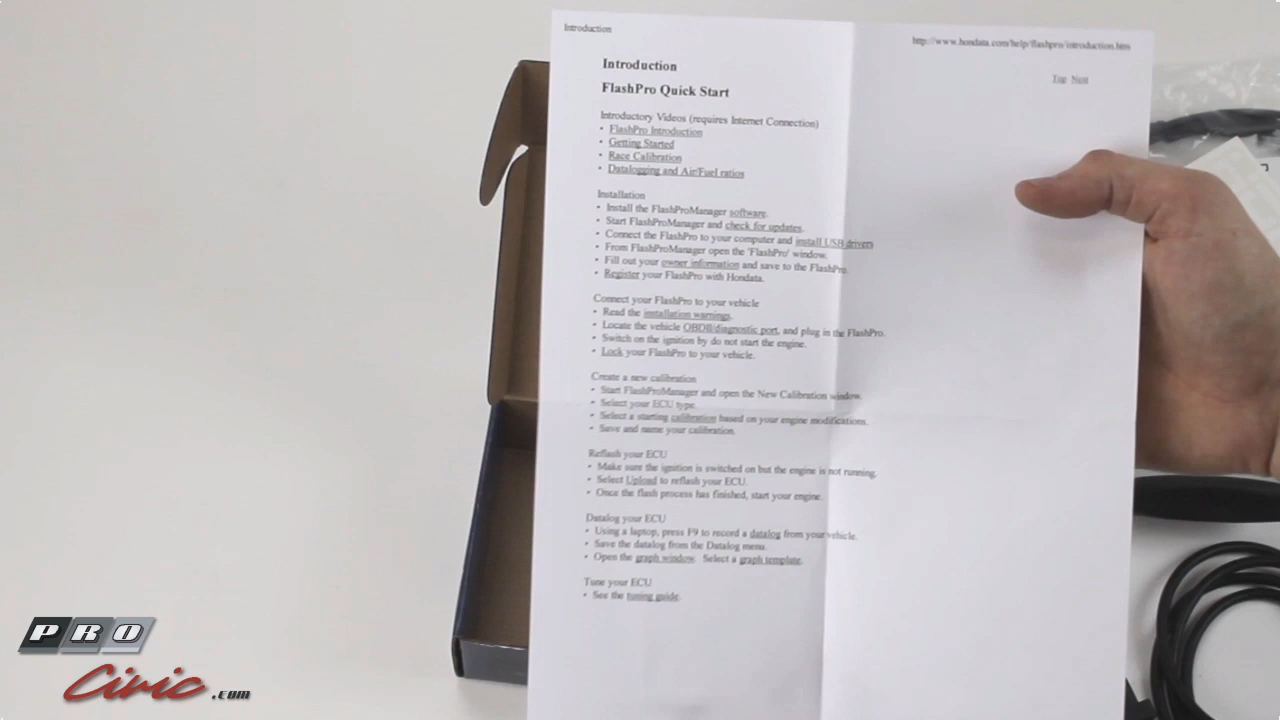 Introduction
http://www.hondata.com/help/flashpro/introduction.htm
Top Next
Introduction
FlashPro Quick Start
Introductory Videos (requires Internet Connection)
• FlashPro Introduction
• Getting Started
• Race Calibration
• Datalogging and Air/Fuel ratios
Installation
• Install the FlashProManager software.
• Start FlashProManager and check for updates.
• Connect the FlashPro to your computer and install USB drivers
• From FlashProManager open the 'FlashPro' window.
• Fill out your owner information and save to the FlashPro.
• Register your FlashPro with Hondata.
Connect your FlashPro to your vehicle
• Read the installation warnings.
• Locate the vehicle OBDII/diagnostic port, and plug in the FlashPro.
• Switch on the ignition by do not start the engine.
• Lock your FlashPro to your vehicle.
Create a new calibration
• Start FlashProManager and open the New Calibration window.
• Select your ECU type.
• Select a starting calibration based on your engine modifications.
• Save and name your calibration.
Reflash your ECU
• Make sure the ignition is switched on but the engine is not running.
• Select Upload to reflash your ECU.
• Once the flash process has finished, start your engine.
Datalog your ECU
• Using a laptop, press F9 to record a datalog from your vehicle.
• Save the datalog from the Datalog menu.
• Open the graph window. Select a graph template.
Tune your ECU
• See the tuning guide.
PRO
Civic.com